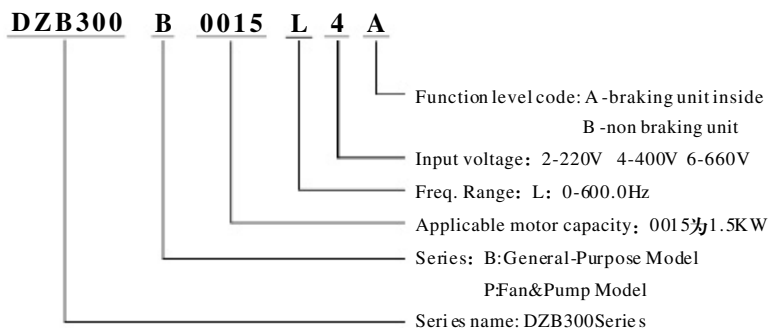 DZB300 B 0015 L 4 A
Function level code: A -braking unit inside
B -non braking unit
Input voltage：2-220V 4-400V 6-660V
Freq. Range：L：0-600.0Hz
Applicable motor capacity：0015为1.5KW
Series：B:General-Purpose Model
P:Fan&Pump Model
Series name: DZB300Series